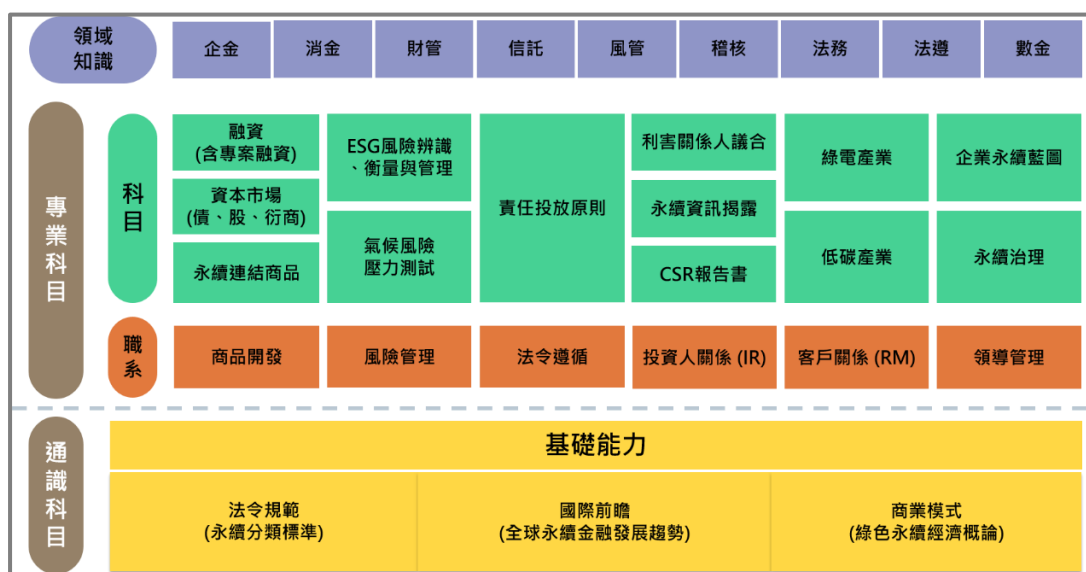 領域
知識
企金
消金
財管
信託
風管
稽核
法務
法遵
數金
專業科目
科目
融資
(含專案融資)
資本市場
(債、股、衍商)
永續連結商品
ESG風險辨識
、衡量與管理
氣候風險
壓力測試
責任投放原則
利害關係人議合
永續資訊揭露
CSR報告書
綠電產業
低碳產業
企業永續藍圖
永續治理
職系
商品開發
風險管理
法令遵循
投資人關係 (IR)
客戶關係 (RM)
領導管理
通識科目
基礎能力
法令規範
(永續分類標準)
國際前瞻
(全球永續金融發展趨勢)
商業模式
(綠色永續經濟概論)